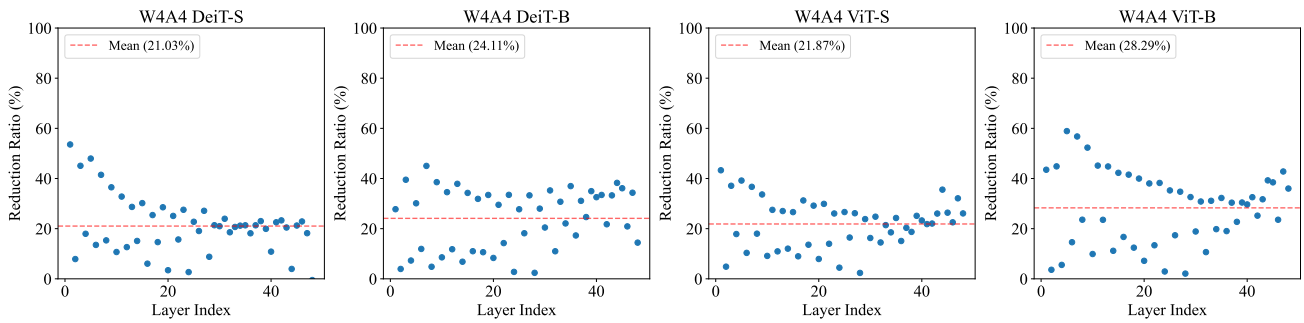 W4A4 DeiT-S
100
80
60
40
20
0
Reduction Ratio (%)
Mean (21.03%)
0
20
40
Layer Index
W4A4 DeiT-B
100
80
60
40
20
0
Reduction Ratio (%)
Mean (24.11%)
0
20
40
Layer Index
W4A4 ViT-S
100
80
60
40
20
0
Reduction Ratio (%)
Mean (21.87%)
0
20
40
Layer Index
W4A4 ViT-B
100
80
60
40
20
0
Reduction Ratio (%)
Mean (28.29%)
0
20
40
Layer Index